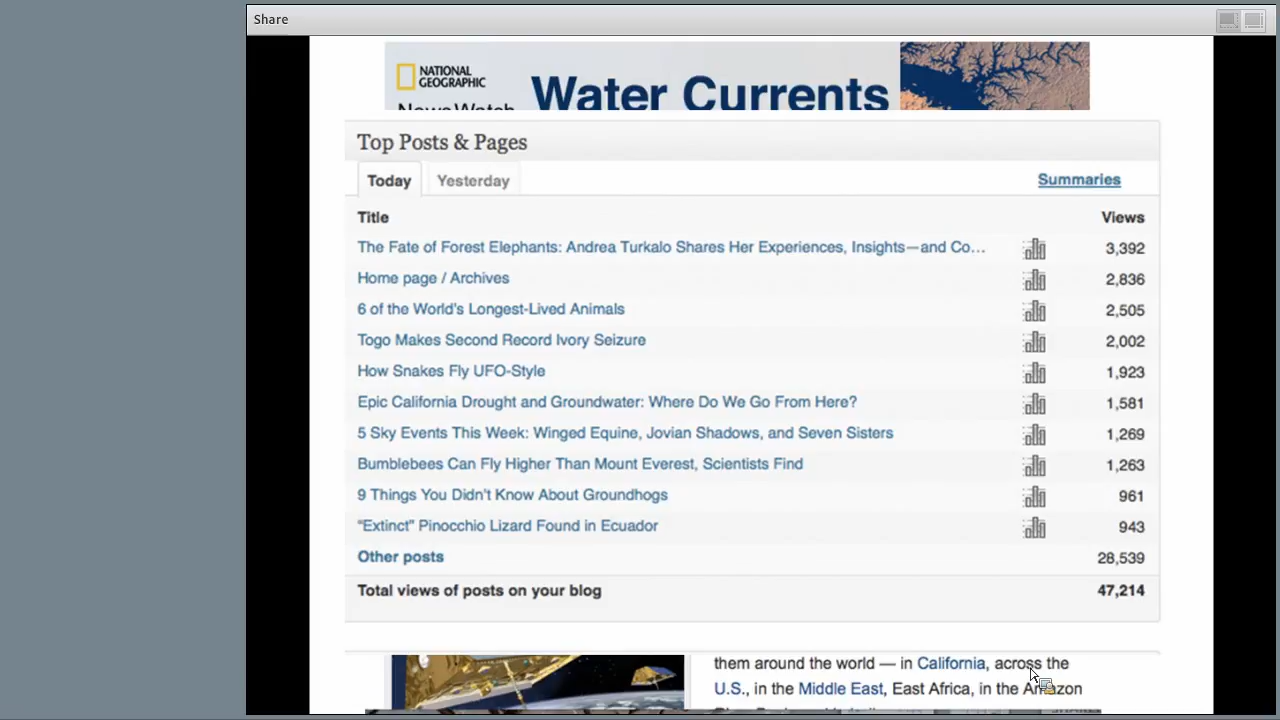 Share
NATIONAL
GEOGRAPHIC
Water Currents
NewsWatch
Top Posts & Pages
Today Yesterday Summaries
Title Views
The Fate of Forest Elephants: Andrea Turkalo Shares Her Experiences, Insights—and Co... 3,392
Home page / Archives 2,836
6 of the World's Longest-Lived Animals 2,505
Togo Makes Second Record Ivory Seizure 2,002
How Snakes Fly UFO-Style 1,923
Epic California Drought and Groundwater: Where Do We Go From Here? 1,581
5 Sky Events This Week: Winged Equine, Jovian Shadows, and Seven Sisters 1,269
Bumblebees Can Fly Higher Than Mount Everest, Scientists Find 1,263
9 Things You Didn't Know About Groundhogs 961
“Extinct” Pinocchio Lizard Found in Ecuador 943
Other posts 28,539
Total views of posts on your blog 47,214
them around the world — in California, across the
U.S., in the Middle East, East Africa, in the Amazon